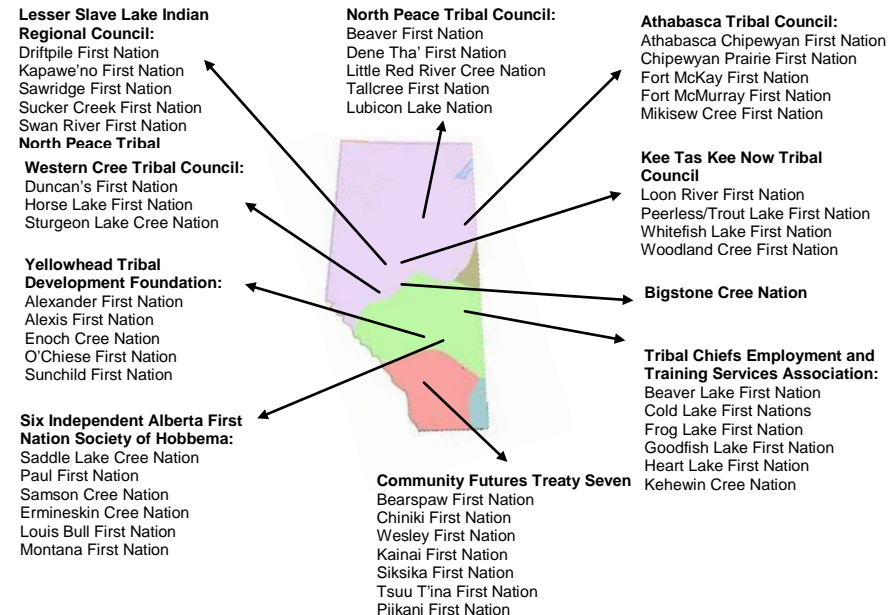 Lesser Slave Lake Indian
Regional Council:
Driftpile First Nation
Kapawe'no First Nation
Sawridge First Nation
Sucker Creek First Nation
Swan River First Nation
North Peace Tribal
Western Cree Tribal Council:
Duncan's First Nation
Horse Lake First Nation
Sturgeon Lake Cree Nation
Yellowhead Tribal
Development Foundation:
Alexander First Nation
Alexis First Nation
Enoch Cree Nation
O'Chiese First Nation
Sunchild First Nation
Six Independent Alberta First
Nation Society of Hobbema:
Saddle Lake Cree Nation
Paul First Nation
Samson Cree Nation
Ermineskin Cree Nation
Louis Bull First Nation
Montana First Nation
North Peace Tribal Council:
Beaver First Nation
Dene Tha' First Nation
Little Red River Cree Nation
Tallcree First Nation
Lubicon Lake Nation
Community Futures Treaty Seven
Bearspaw First Nation
Chiniki First Nation
Wesley First Nation
Kainai First Nation
Siksika First Nation
Tsuu T'ina First Nation
Piikani First Nation
Athabasca Tribal Council:
Athabasca Chipewyan First Nation
Chipewyan Prairie First Nation
Fort McKay First Nation
Fort McMurray First Nation
Mikisew Cree First Nation
Kee Tas Kee Now Tribal
Council
Loon River First Nation
Peerless/Trout Lake First Nation
Whitefish Lake First Nation
Woodland Cree First Nation
Bigstone Cree Nation
Tribal Chiefs Employment and
Training Services Association:
Beaver Lake First Nation
Cold Lake First Nations
Frog Lake First Nation
Goodfish Lake First Nation
Heart Lake First Nation
Kehewin Cree Nation